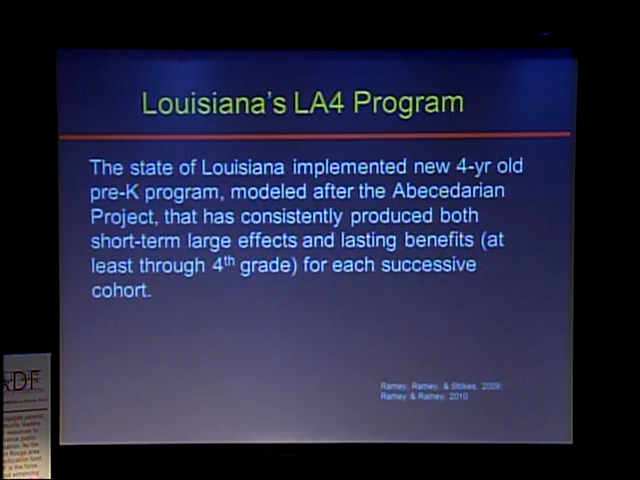 Louisiana's LA4 Program
The state of Louisiana implemented new 4-yr old
pre-K program, modeled after the Abecedarian
Project, that has consistently produced both
short-term large effects and lasting benefits (at
least through 4th grade) for each successive
cohort.
Ramey, Ramey, & Stokes, 2009;
Ramey & Ramey, 2010
ADF